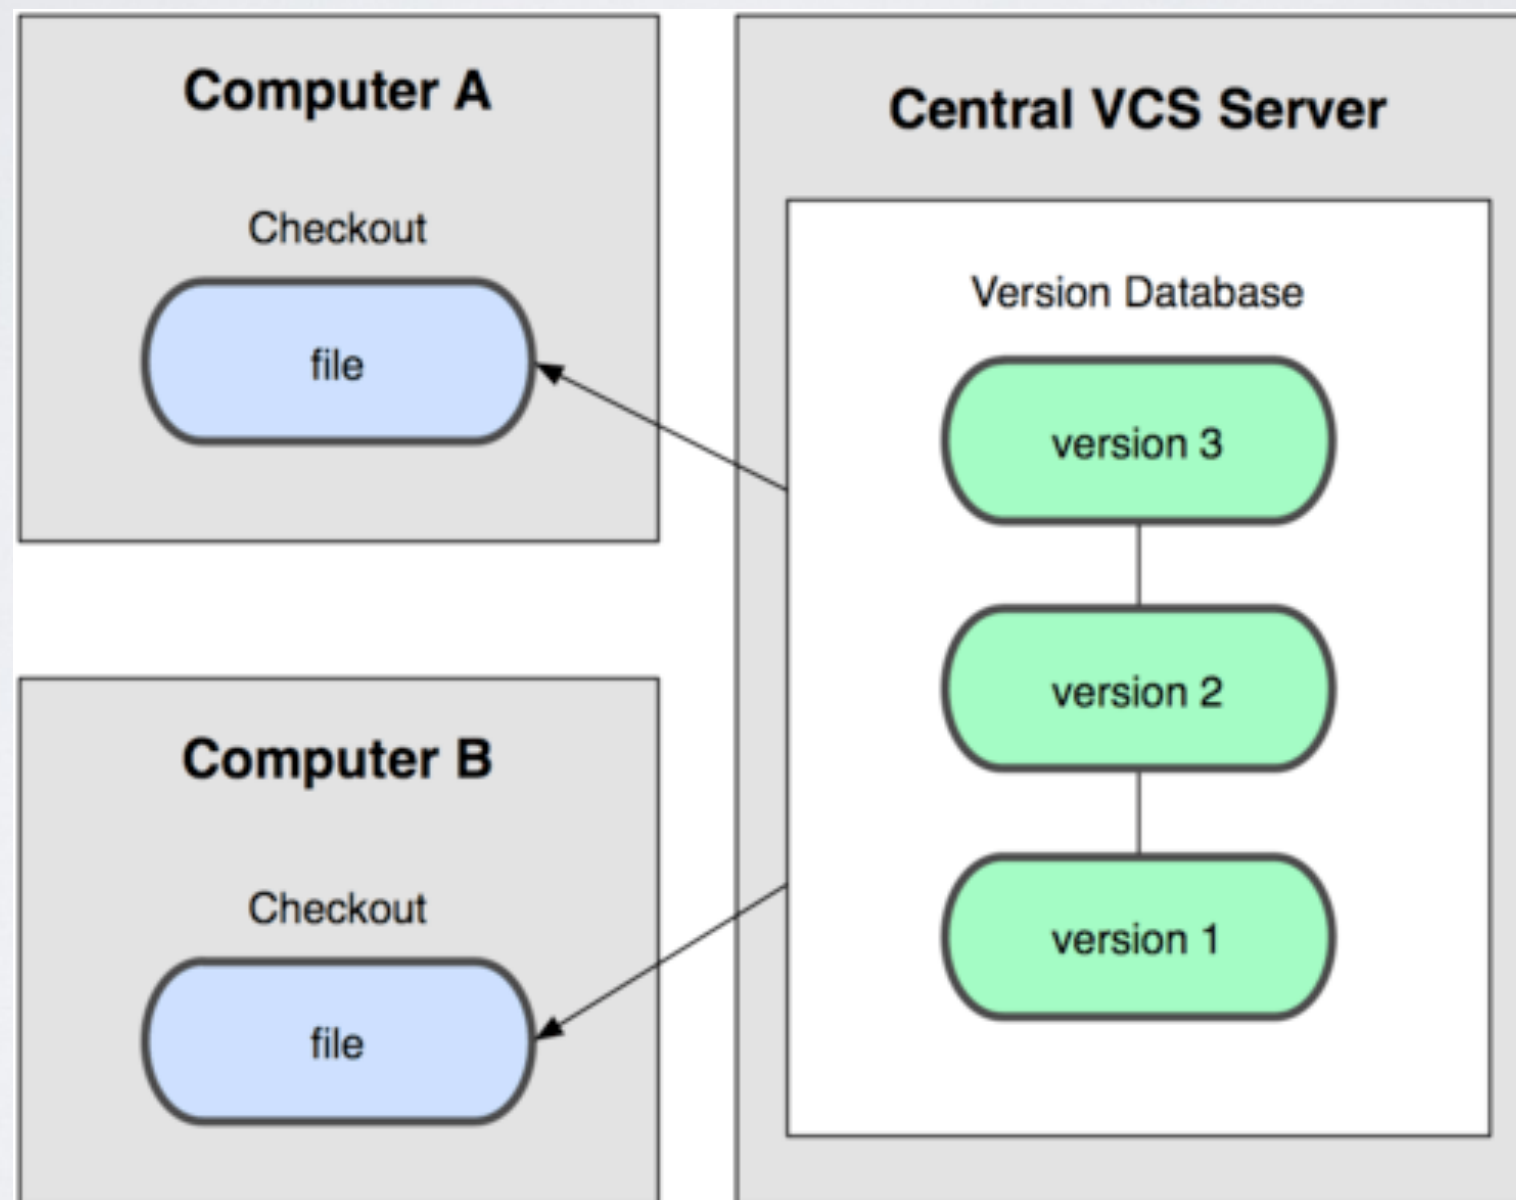 Computer A
Checkout
file
Computer B
Checkout
file
Central VCS Server
Version Database
version 3
version 2
version 1